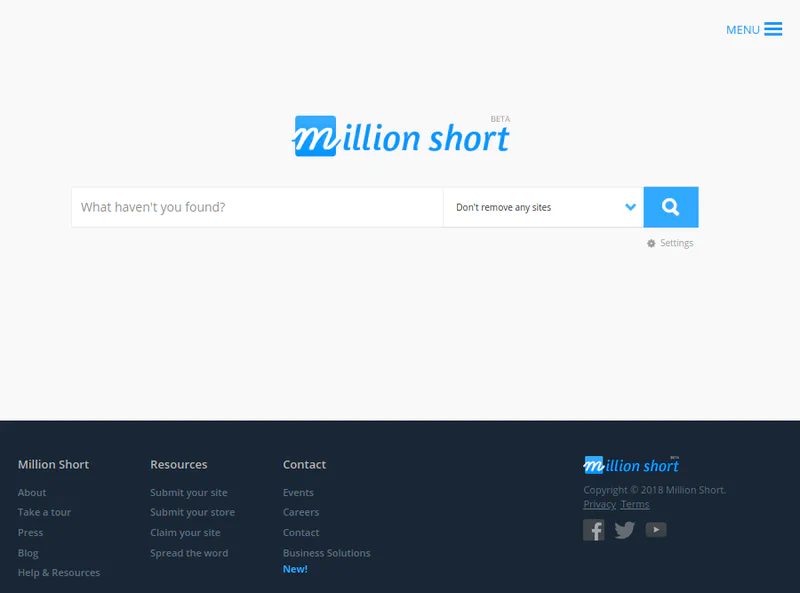 MENU
BETA
million short
What haven't you found?
Don't remove any sites
Settings
Million Short
About
Take a tour
Press
Blog
Help & Resources
Resources
Submit your site
Submit your store
Claim your site
Spread the word
Contact
Events
Careers
Contact
Business Solutions
New!
BETA
million short
Copyright © 2018 Million Short.
Privacy Terms